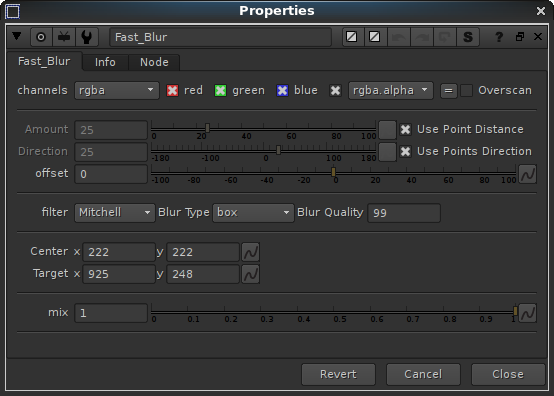 Properties
Fast_Blur S ?
Fast_Blur Info Node
channels rgba red green blue rgba.alpha = Overscan
Amount 25 0 20 40 60 80 100 Use Point Distance
Direction 25 -180 -100 0 100 180 Use Points Direction
offset 0 -100 -80 -60 -40 -20 0 20 40 60 80 100
filter Mitchell Blur Type box Blur Quality 99
Center x 222 y 222
Target x 925 y 248
mix 1 0 0.1 0.2 0.3 0.4 0.5 0.6 0.7 0.8 0.9 1
Revert Cancel Close